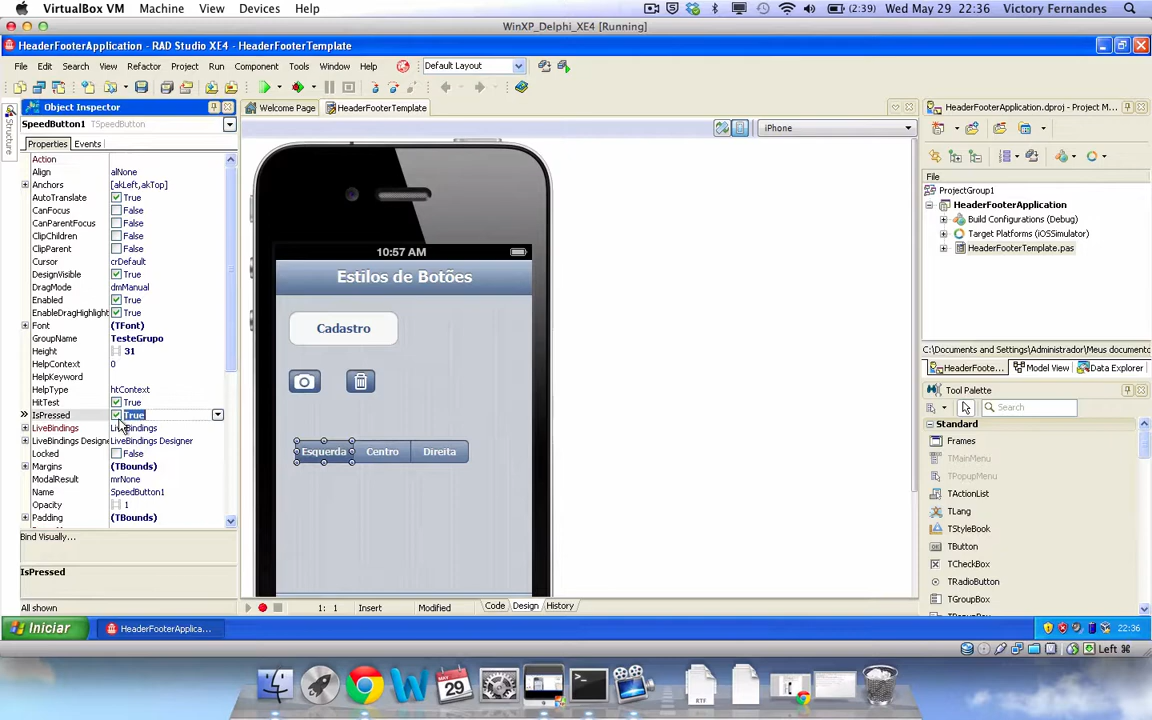 VirtualBox VM Machine View Devices Help (2:39) Wed May 29 22:36 Victory Fernandes
WinXP_Delphi_XE4 [Running]
HeaderFooterApplication - RAD Studio XE4 - HeaderFooterTemplate
File Edit Search View Refactor Project Run Component Tools Window Help Default Layout
Object Inspector
SpeedButton1 TSpeedButton
Properties Events
Action
Align alNone
Anchors [akLeft,akTop]
AutoTranslate True
CanFocus False
CanParentFocus False
ClipChildren False
ClipParent False
Cursor crDefault
DesignVisible True
DragMode dmManual
Enabled True
EnableDragHighlight True
Font (TFont)
GroupName TesteGrupo
Height 31
HelpContext 0
HelpKeyword
HelpType htContext
HitTest True
IsPressed True
LiveBindings LiveBindings
LiveBindings Designe LiveBindings Designer
Locked False
Margins (TBounds)
ModalResult mrNone
Name SpeedButton1
Opacity 1
Padding (TBounds)
Bind Visually...
IsPressed
All shown
Welcome Page HeaderFooterTemplate
iPhone
10:57 AM
Estilos de Botões
Cadastro
Esquerda Centro Direita
1: 1 Insert Modified Code Design History
HeaderFooterApplication.dproj - Project M...
File
ProjectGroup1
HeaderFooterApplication
Build Configurations (Debug)
Target Platforms (iOSSimulator)
HeaderFooterTemplate.pas
C:\Documents and Settings\Administrador\Meus documento
HeaderFoote... Model View Data Explorer
Tool Palette
Search
Standard
Frames
TMainMenu
TPopupMenu
TActionList
TLang
TStyleBook
TButton
TCheckBox
TRadioButton
TGroupBox
Iniciar HeaderFooterApplica... 22:36
Left ⌘